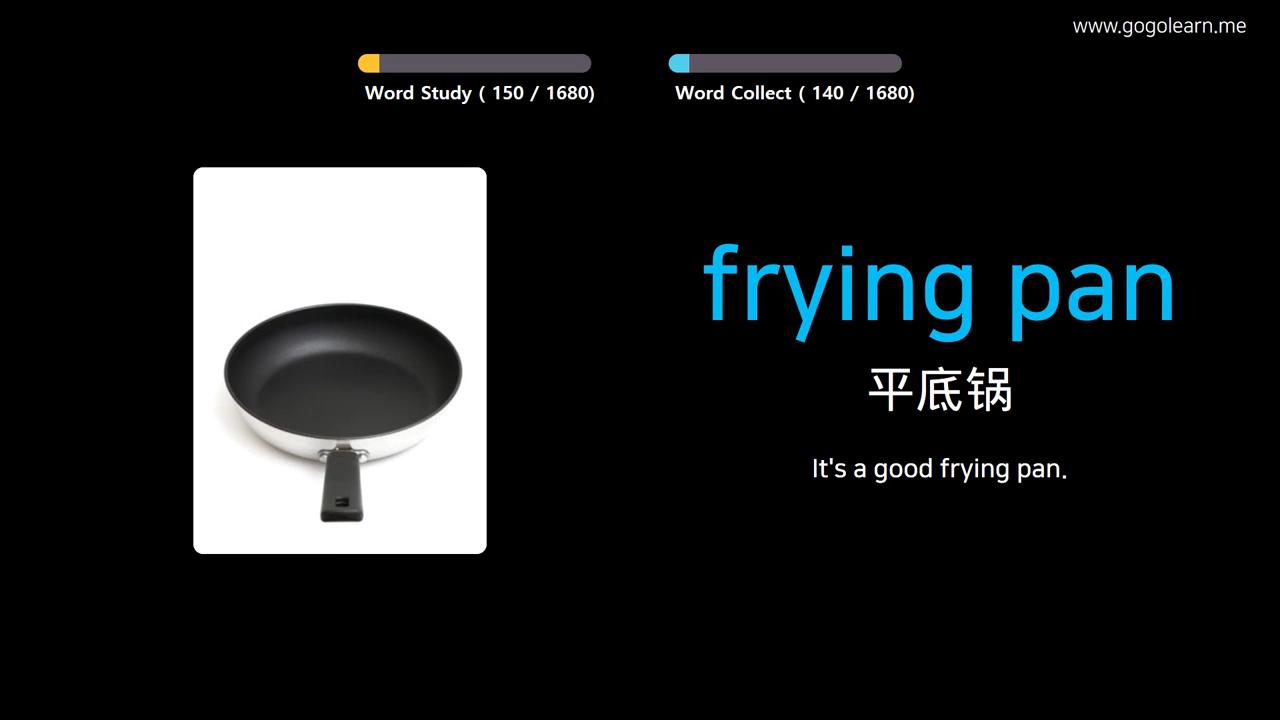 www.gogolearn.me
Word Study ( 150 / 1680)
Word Collect ( 140 / 1680)
frying pan
平底锅
It's a good frying pan.